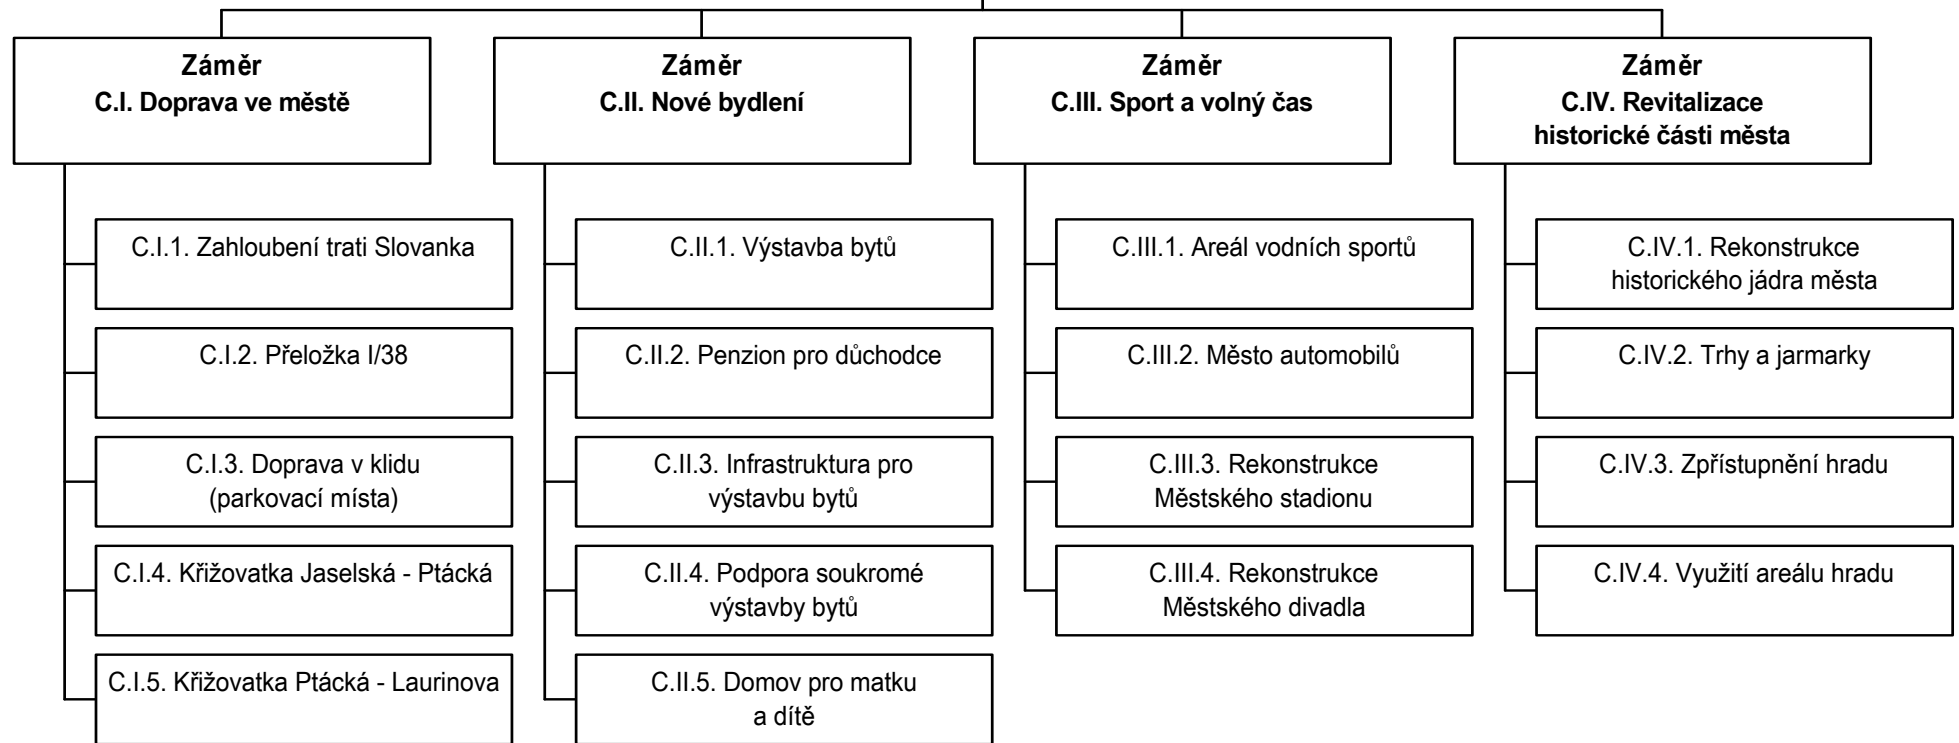 Záměr
C.I. Doprava ve městě
C.I.1. Zahloubení trati Slovanka
C.I.2. Přeložka I/38
C.I.3. Doprava v klidu
(parkovací místa)
C.I.4. Křižovatka Jaselská - Ptácká
C.I.5. Křižovatka Ptácká - Laurinova
Záměr
C.II. Nové bydlení
C.II.1. Výstavba bytů
C.II.2. Penzion pro důchodce
C.II.3. Infrastruktura pro
výstavbu bytů
C.II.4. Podpora soukromé
výstavby bytů
C.II.5. Domov pro matku
a dítě
Záměr
C.III. Sport a volný čas
C.III.1. Areál vodních sportů
C.III.2. Město automobilů
C.III.3. Rekonstrukce
Městského stadionu
C.III.4. Rekonstrukce
Městského divadla
Záměr
C.IV. Revitalizace
historické části města
C.IV.1. Rekonstrukce
historického jádra města
C.IV.2. Trhy a jarmarky
C.IV.3. Zpřístupnění hradu
C.IV.4. Využití areálu hradu